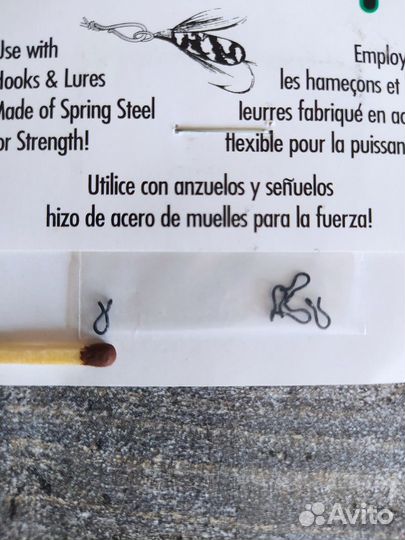 Use with
Hooks & Lures
Made of Spring Steel
for Strength!
Employ
les hameçons et
leurres fabriqué en ac
flexible pour la puissan
Utilice con anzuelos y señuelos
hizo de acero de muelles para la fuerza!
Avito